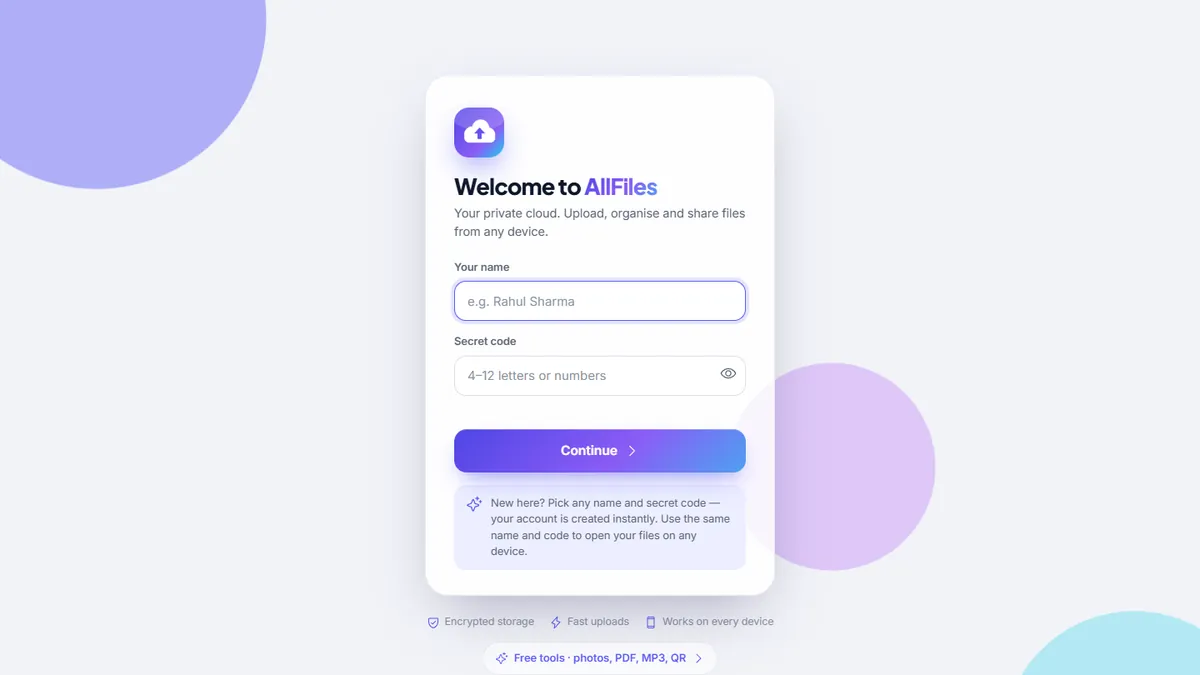 Welcome to AllFiles
Your private cloud. Upload, organise and share files
from any device.
Your name
e.g. Rahul Sharma
Secret code
4–12 letters or numbers
Continue
New here? Pick any name and secret code —
your account is created instantly. Use the same
name and code to open your files on any
device.
Encrypted storage
Fast uploads
Works on every device
Free tools · photos, PDF, MP3, QR